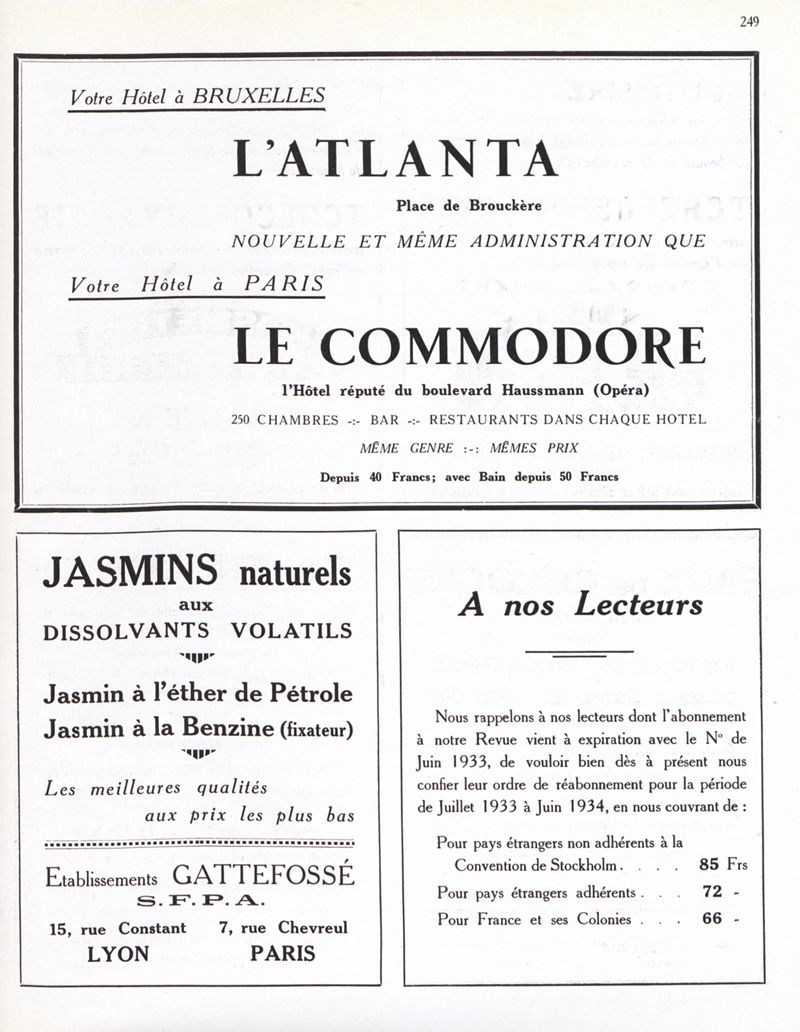 249
Votre Hôtel à BRUXELLES
L'ATLANTA
Place de Brouckère
NOUVELLE ET MÊME ADMINISTRATION QUE
Votre Hôtel à PARIS
LE COMMODORE
l'Hôtel réputé du boulevard Haussmann (Opéra)
250 CHAMBRES -:- BAR -:- RESTAURANTS DANS CHAQUE HOTEL
MÊME GENRE :-: MÊMES PRIX
Depuis 40 Francs; avec Bain depuis 50 Francs
JASMINS naturels
aux
DISSOLVANTS VOLATILS
Jasmin à l'éther de Pétrole
Jasmin à la Benzine (fixateur)
Les meilleures qualités
aux prix les plus bas
Etablissements GATTEFOSSÉ
S.F.P.A.
15, rue Constant 7, rue Chevreul
LYON PARIS
A nos Lecteurs
Nous rappelons à nos lecteurs dont l'abonnement
à notre Revue vient à expiration avec le N° de
Juin 1933, de vouloir bien dès à présent nous
confier leur ordre de réabonnement pour la période
de Juillet 1933 à Juin 1934, en nous couvrant de :
Pour pays étrangers non adhérents à la
Convention de Stockholm. . . . 85 Frs
Pour pays étrangers adhérents . . . 72 -
Pour France et ses Colonies . . . 66 -